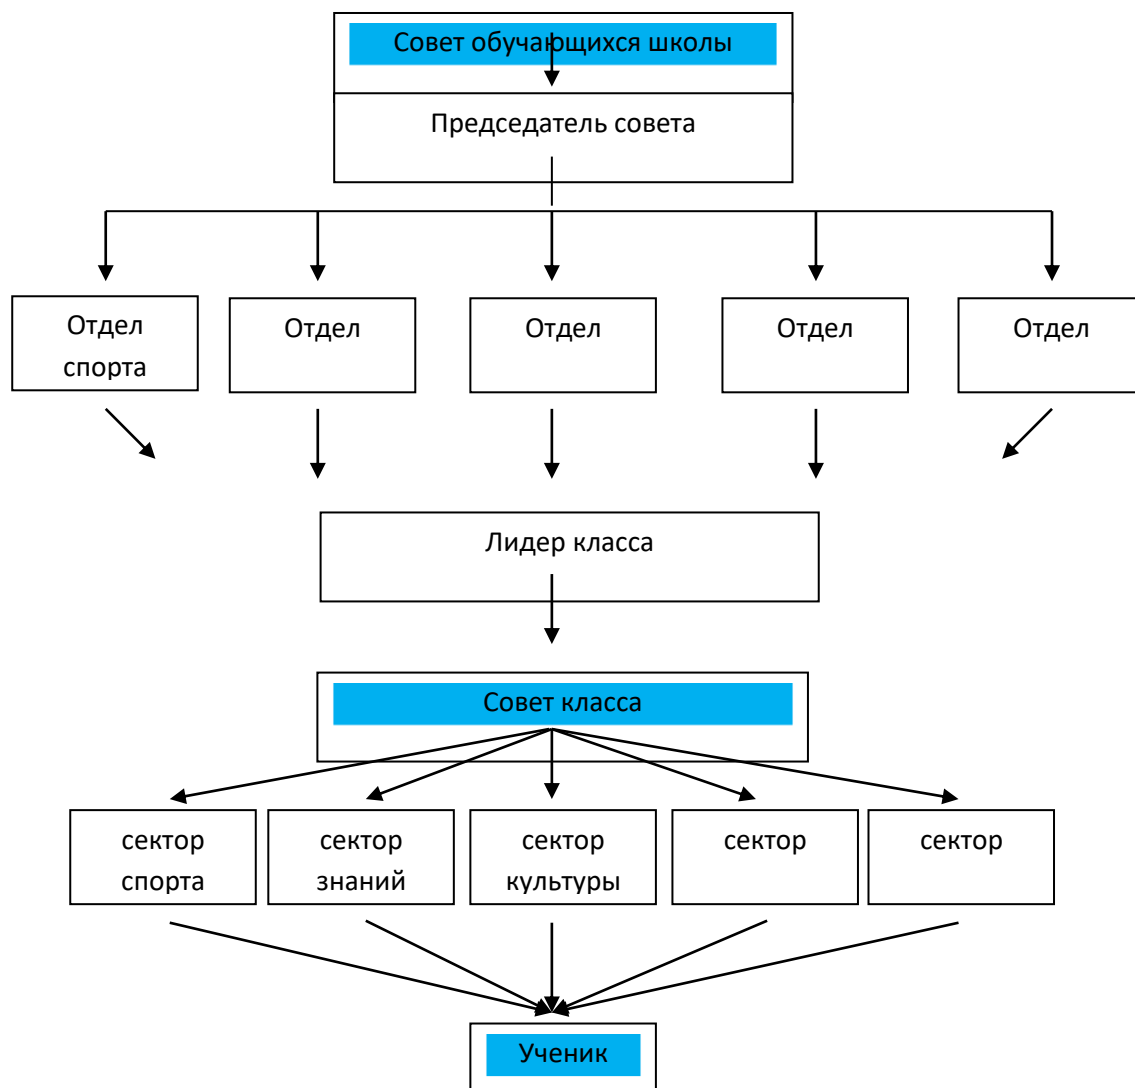 Совет обучающихся школы
Председатель совета
Отдел
спорта
Отдел
Отдел
Отдел
Отдел
Лидер класса
Совет класса
сектор
спорта
сектор
знаний
сектор
культуры
сектор
сектор
Ученик